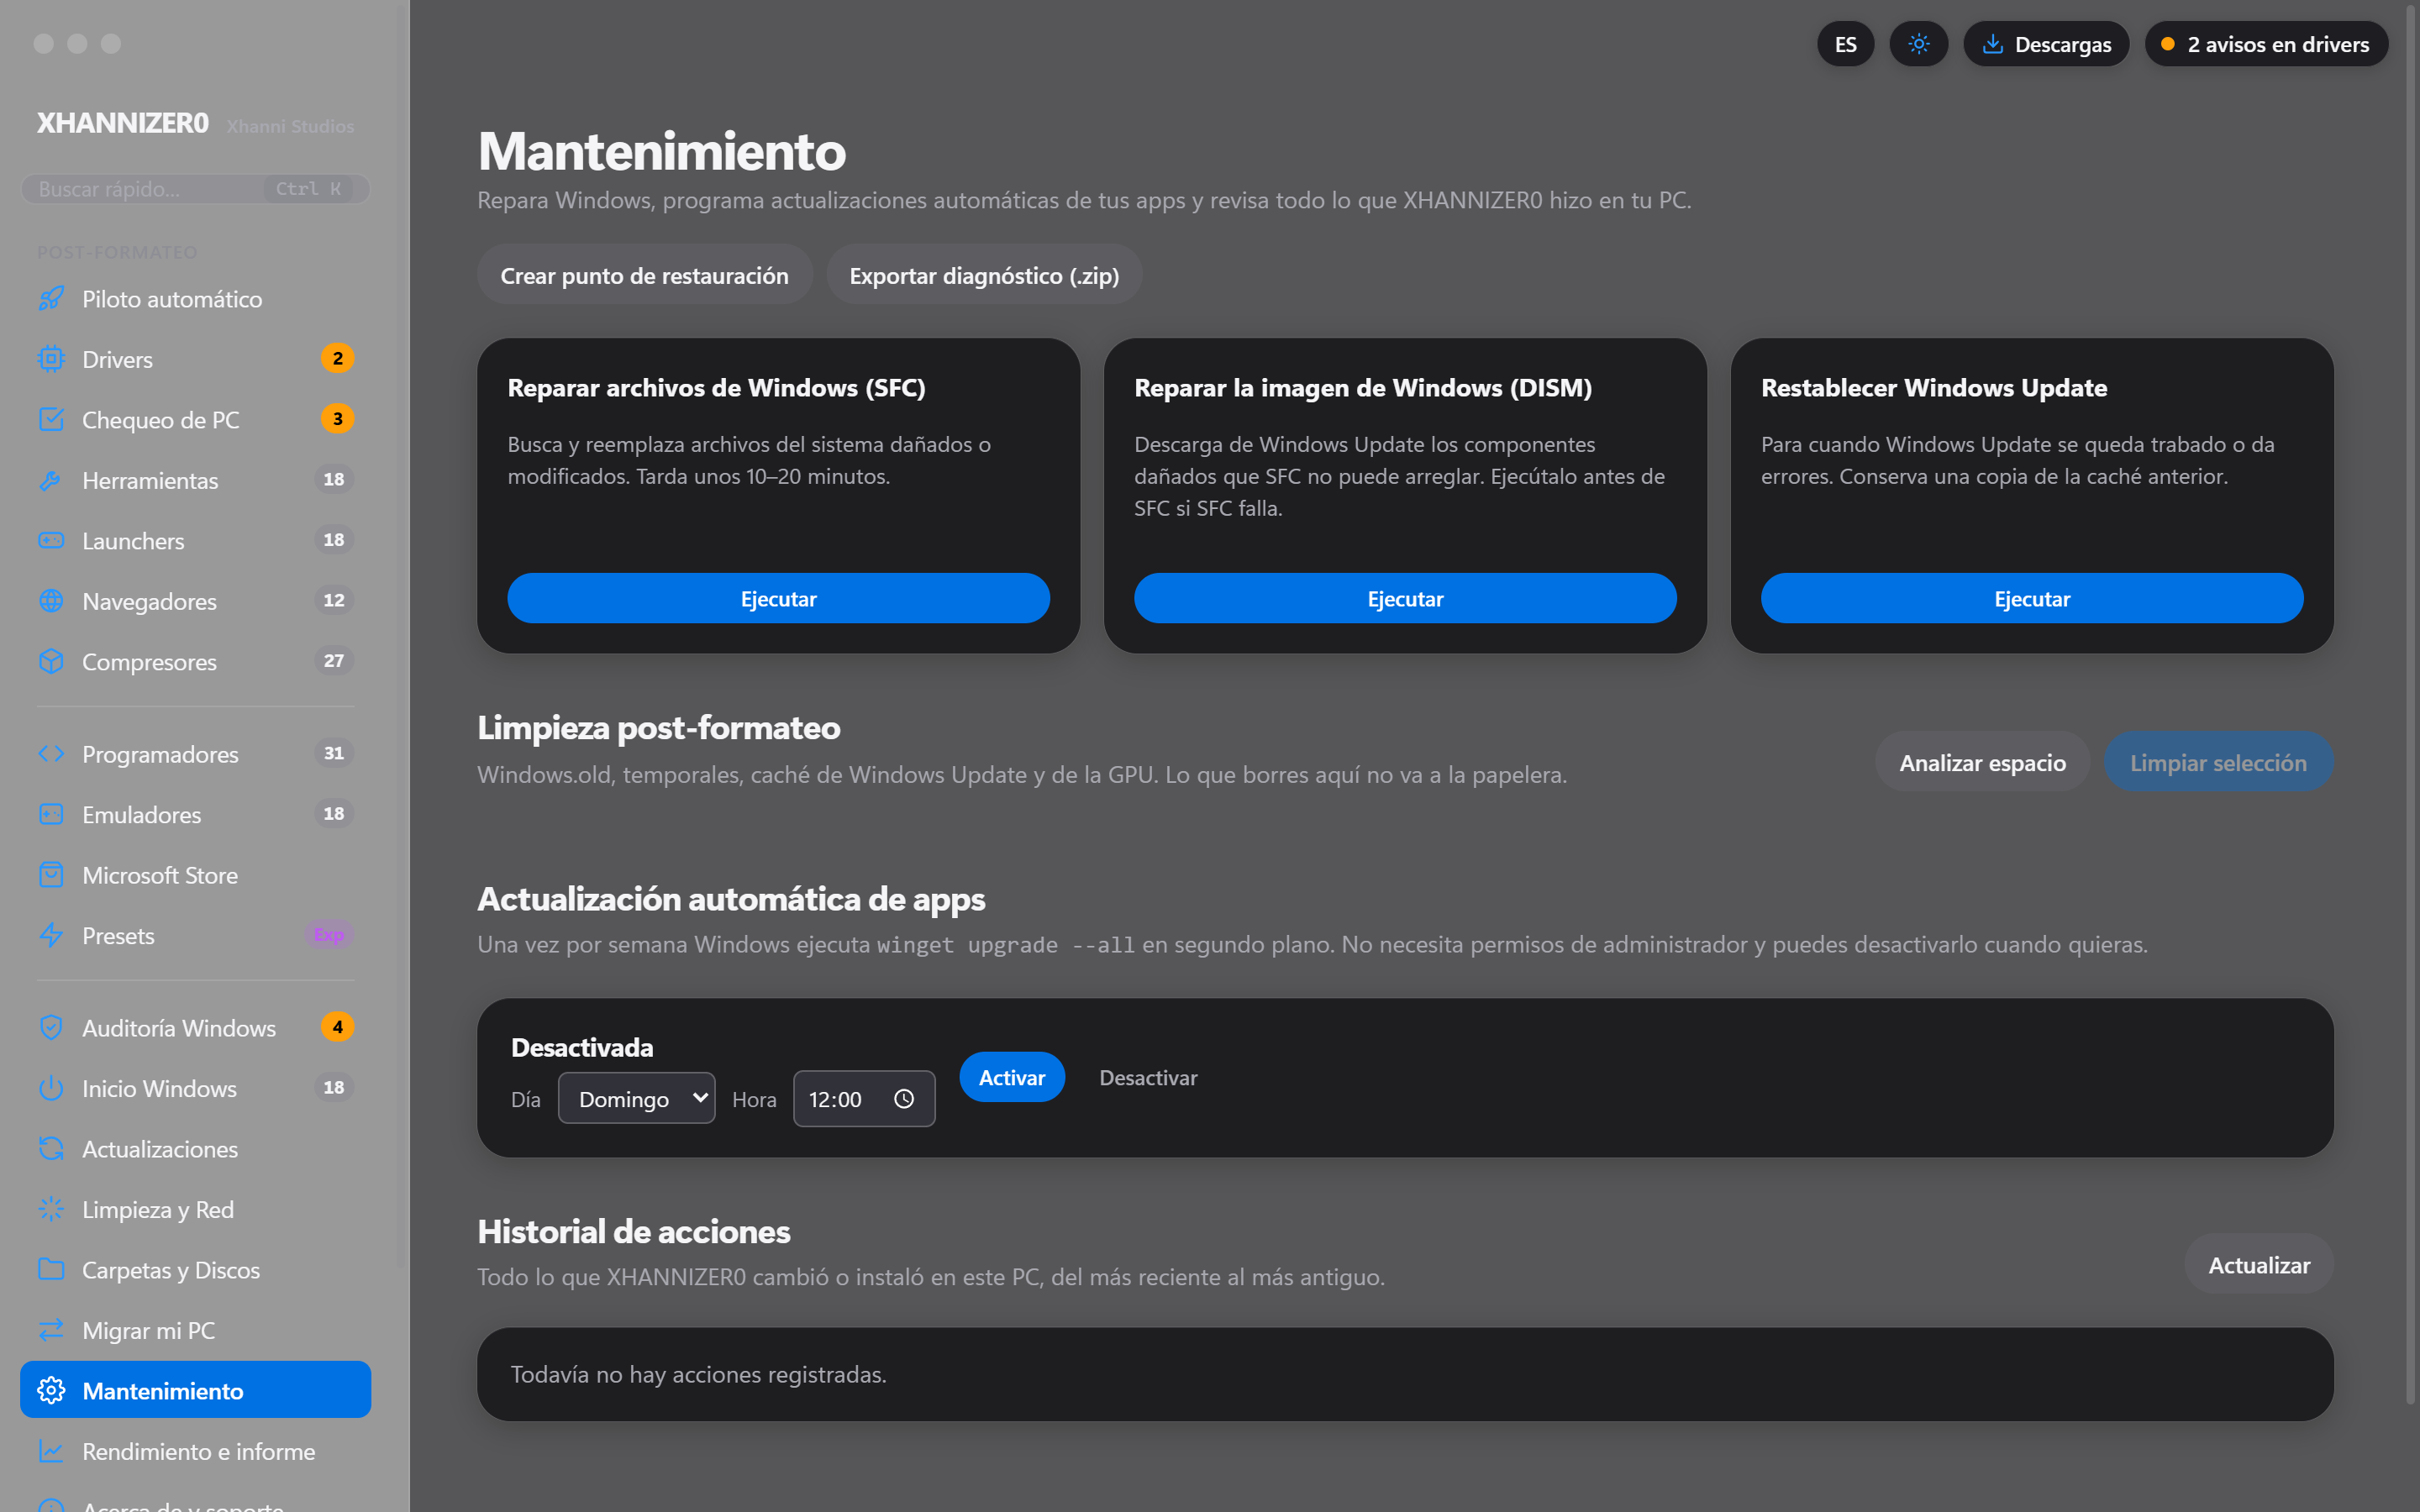 XHANNIZER0 Xhanni Studios
Buscar rápido... Ctrl K
POST-FORMATEO
Piloto automático
Drivers 2
Chequeo de PC 3
Herramientas 18
Launchers 18
Navegadores 12
Compresores 27
Programadores 31
Emuladores 18
Microsoft Store
Presets Exp
Auditoría Windows 4
Inicio Windows 18
Actualizaciones
Limpieza y Red
Carpetas y Discos
Migrar mi PC
Mantenimiento
Rendimiento e informe
Acerca de y soporte
ES Descargas 2 avisos en drivers
Mantenimiento
Repara Windows, programa actualizaciones automáticas de tus apps y revisa todo lo que XHANNIZER0 hizo en tu PC.
Crear punto de restauración Exportar diagnóstico (.zip)
Reparar archivos de Windows (SFC)
Busca y reemplaza archivos del sistema dañados o
modificados. Tarda unos 10–20 minutos.
Ejecutar
Reparar la imagen de Windows (DISM)
Descarga de Windows Update los componentes
dañados que SFC no puede arreglar. Ejecútalo antes de
SFC si SFC falla.
Ejecutar
Restablecer Windows Update
Para cuando Windows Update se queda trabado o da
errores. Conserva una copia de la caché anterior.
Ejecutar
Limpieza post-formateo
Windows.old, temporales, caché de Windows Update y de la GPU. Lo que borres aquí no va a la papelera.
Analizar espacio Limpiar selección
Actualización automática de apps
Una vez por semana Windows ejecuta winget upgrade --all en segundo plano. No necesita permisos de administrador y puedes desactivarlo cuando quieras.
Desactivada
Día Domingo Hora 12:00 Activar Desactivar
Historial de acciones
Todo lo que XHANNIZER0 cambió o instaló en este PC, del más reciente al más antiguo.
Actualizar
Todavía no hay acciones registradas.